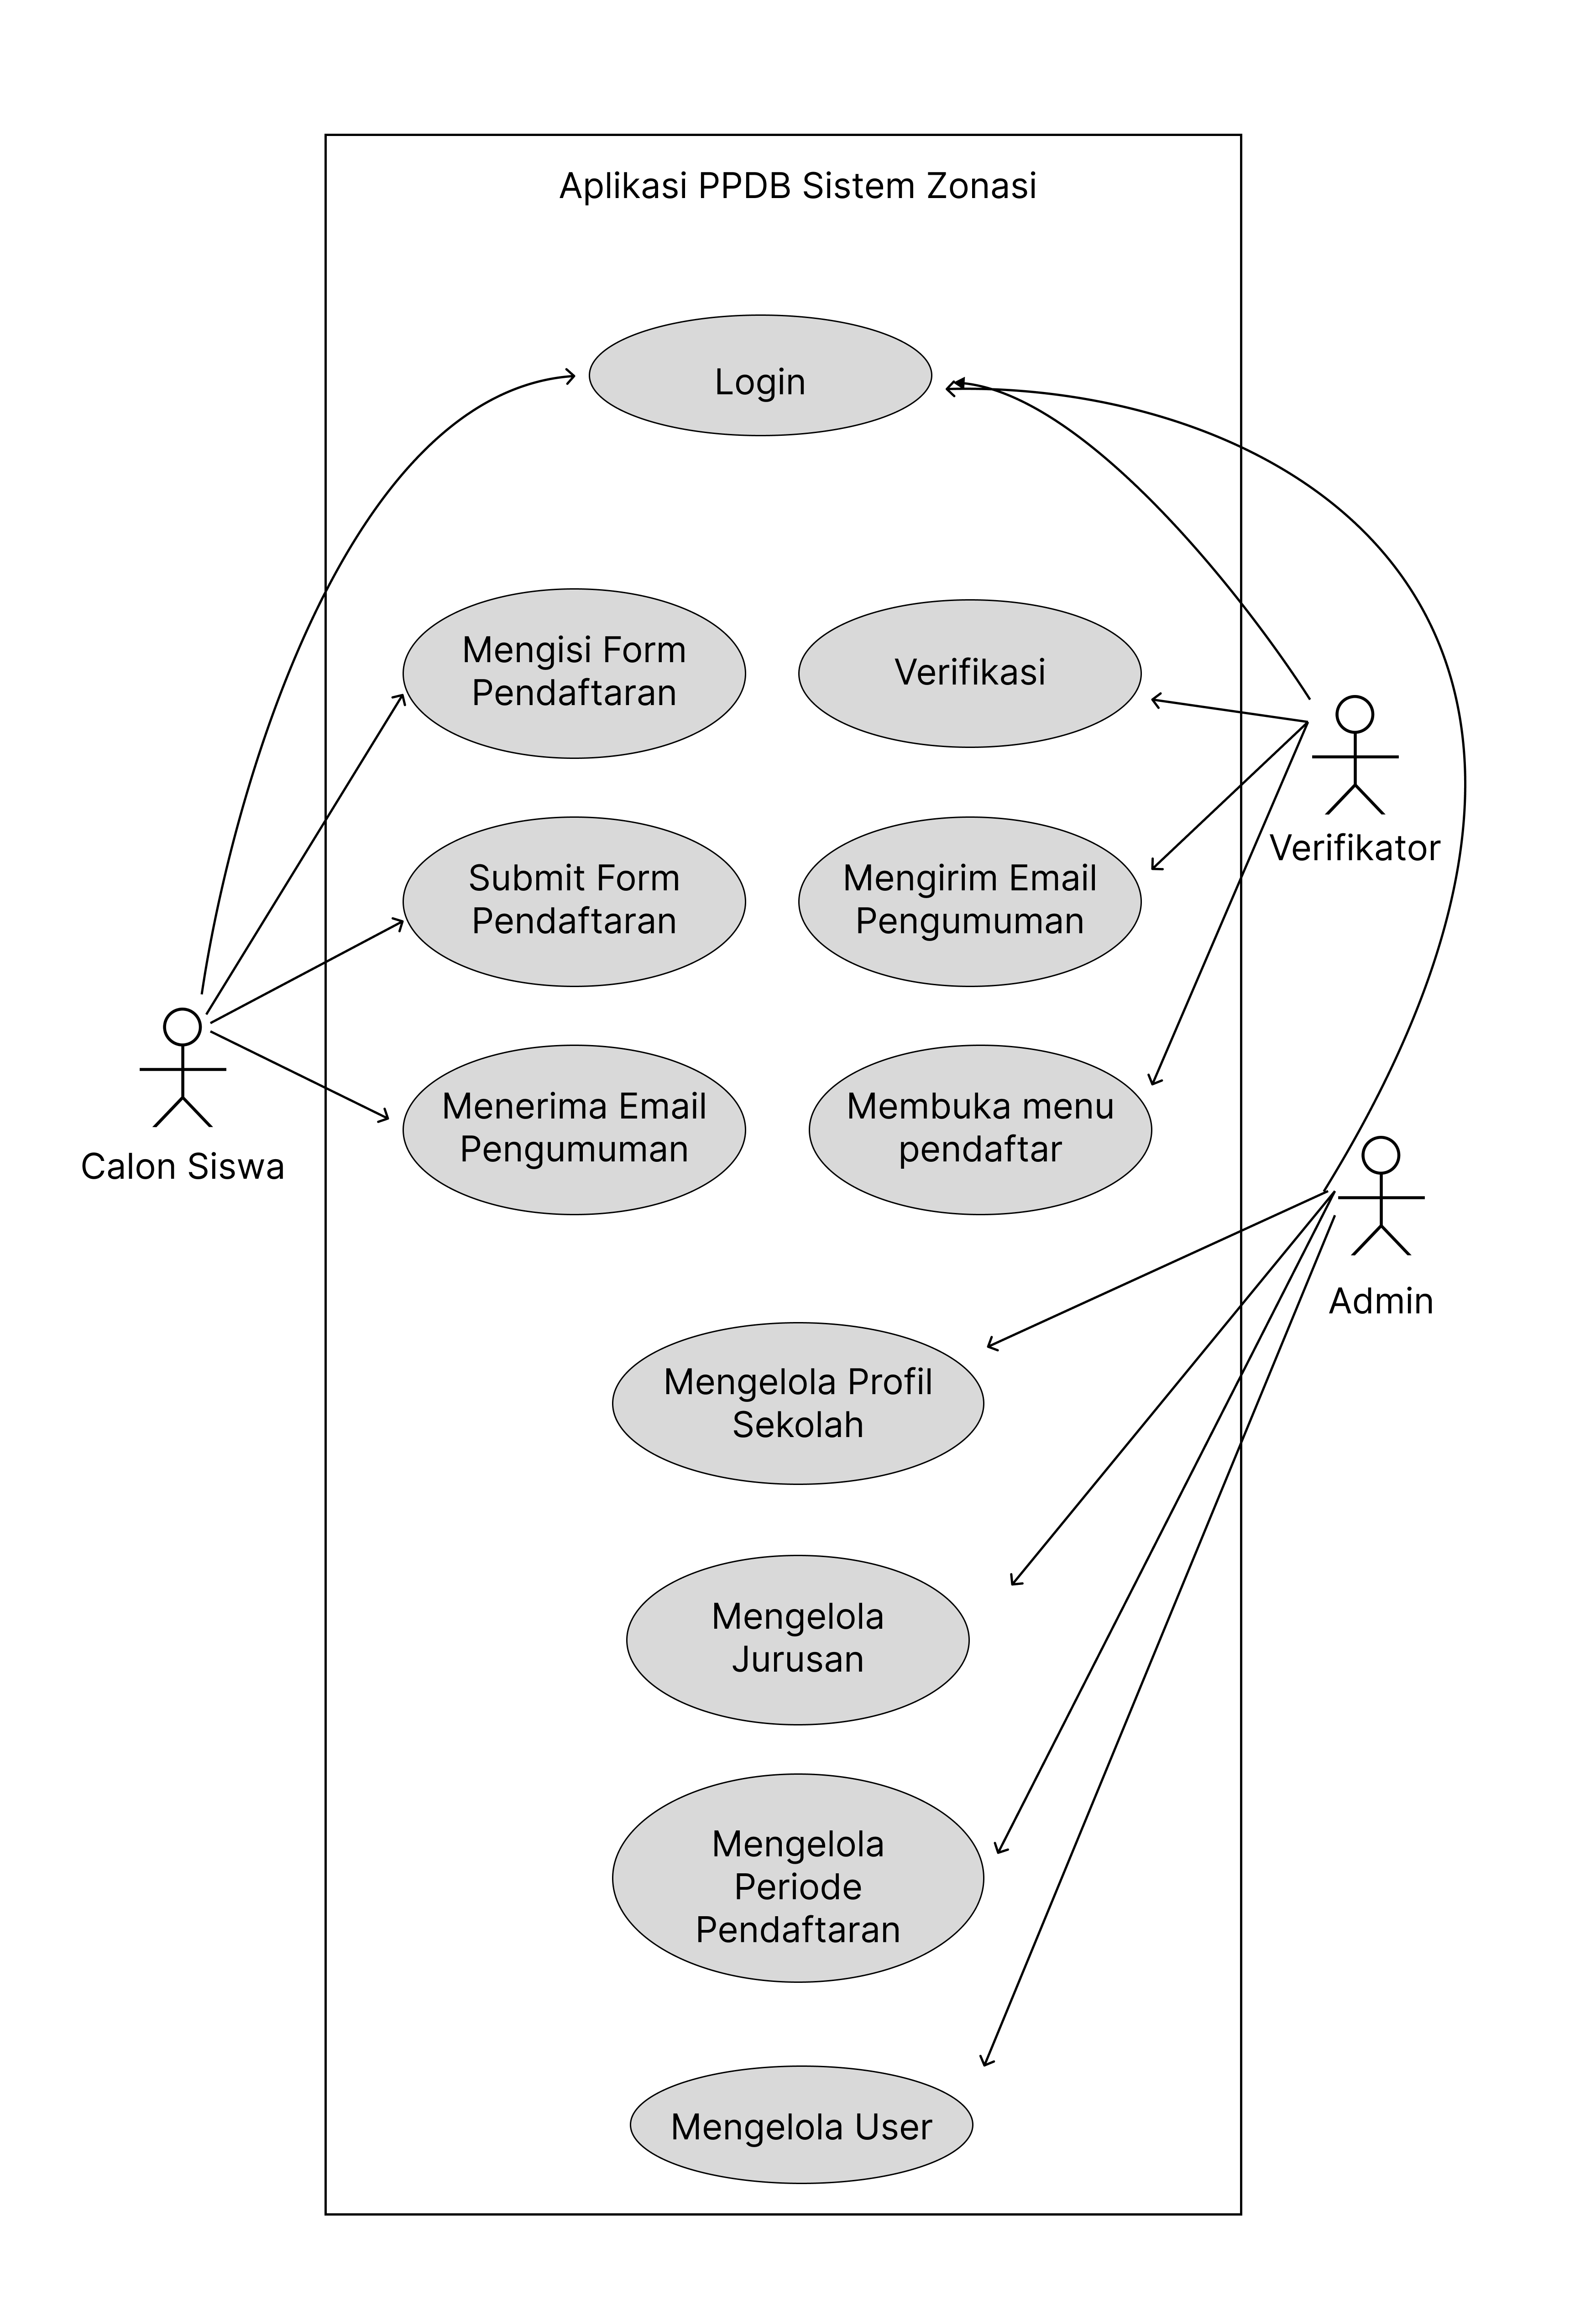 Aplikasi PPDB Sistem Zonasi
Login
Mengisi Form
Pendaftaran
Verifikasi
Verifikator
Submit Form
Pendaftaran
Mengirim Email
Pengumuman
Calon Siswa
Menerima Email
Pengumuman
Membuka menu
pendaftar
Admin
Mengelola Profil
Sekolah
Mengelola
Jurusan
Mengelola
Periode
Pendaftaran
Mengelola User